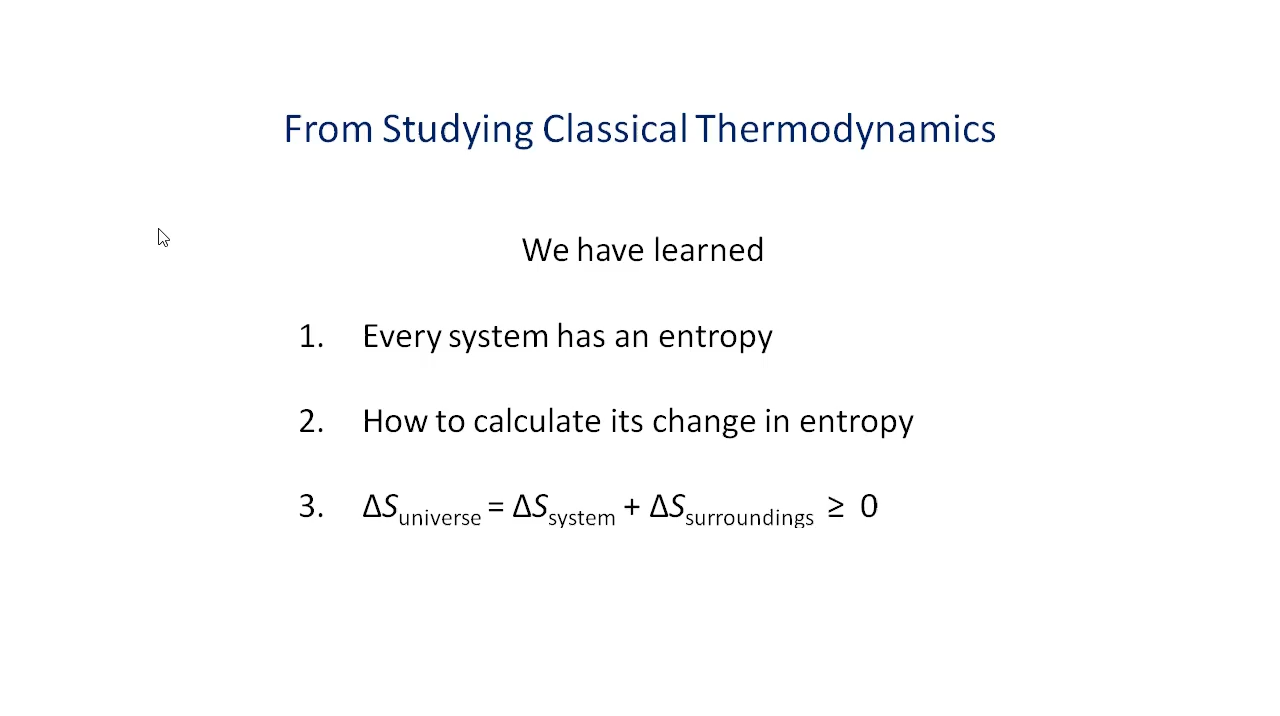 From Studying Classical Thermodynamics
We have learned
1. Every system has an entropy
2. How to calculate its change in entropy
3. ΔSuniverse = ΔSsystem + ΔSsurroundings ≥ 0